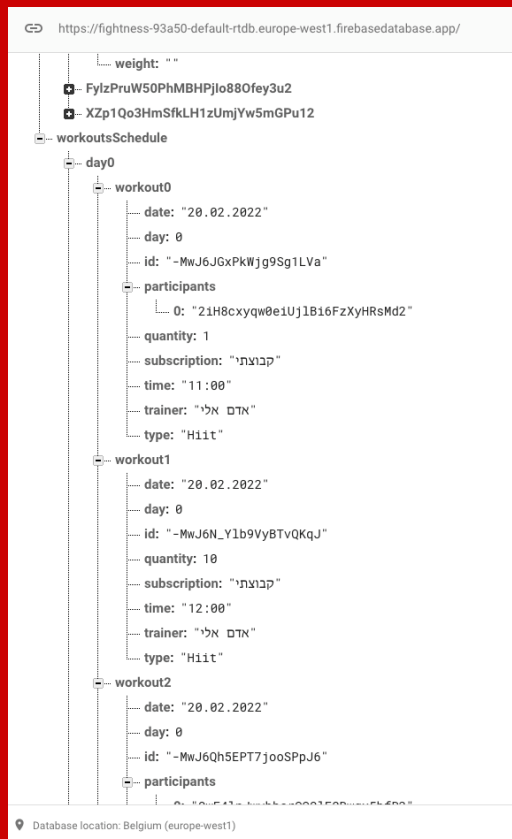 https://fightness-93a50-default-rtdb.europe-west1.firebasedatabase.app/
weight: ""
FylzPruW50PhMBHPjlo88Ofey3u2
XZp1Qo3HmSfkLH1zUmjYw5mGPu12
workoutsSchedule
day0
workout0
date: "20.02.2022"
day: 0
id: "-MwJ6JGxPkWjg9Sg1LVa"
participants
0: "2iH8cxyqw0eiUjlBi6FzXyHRsMd2"
quantity: 1
subscription: "קבוצתי"
time: "11:00"
trainer: "אדם אלי"
type: "Hiit"
workout1
date: "20.02.2022"
day: 0
id: "-MwJ6N_Ylb9VyBTvQKqJ"
quantity: 10
subscription: "קבוצתי"
time: "12:00"
trainer: "אדם אלי"
type: "Hiit"
workout2
date: "20.02.2022"
day: 0
id: "-MwJ6Qh5EPT7jooSPpJ6"
participants
Database location: Belgium (europe-west1)